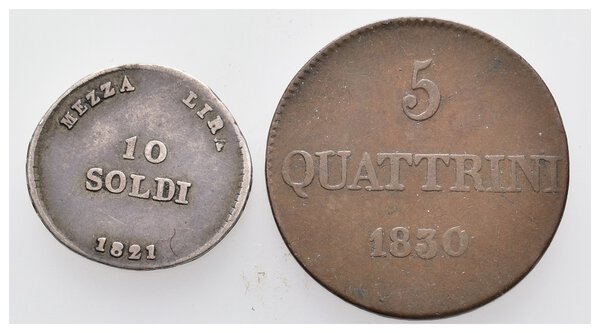 MEZZA LIRA
10
SOLDI
1821
5
QUATTRINI
1830